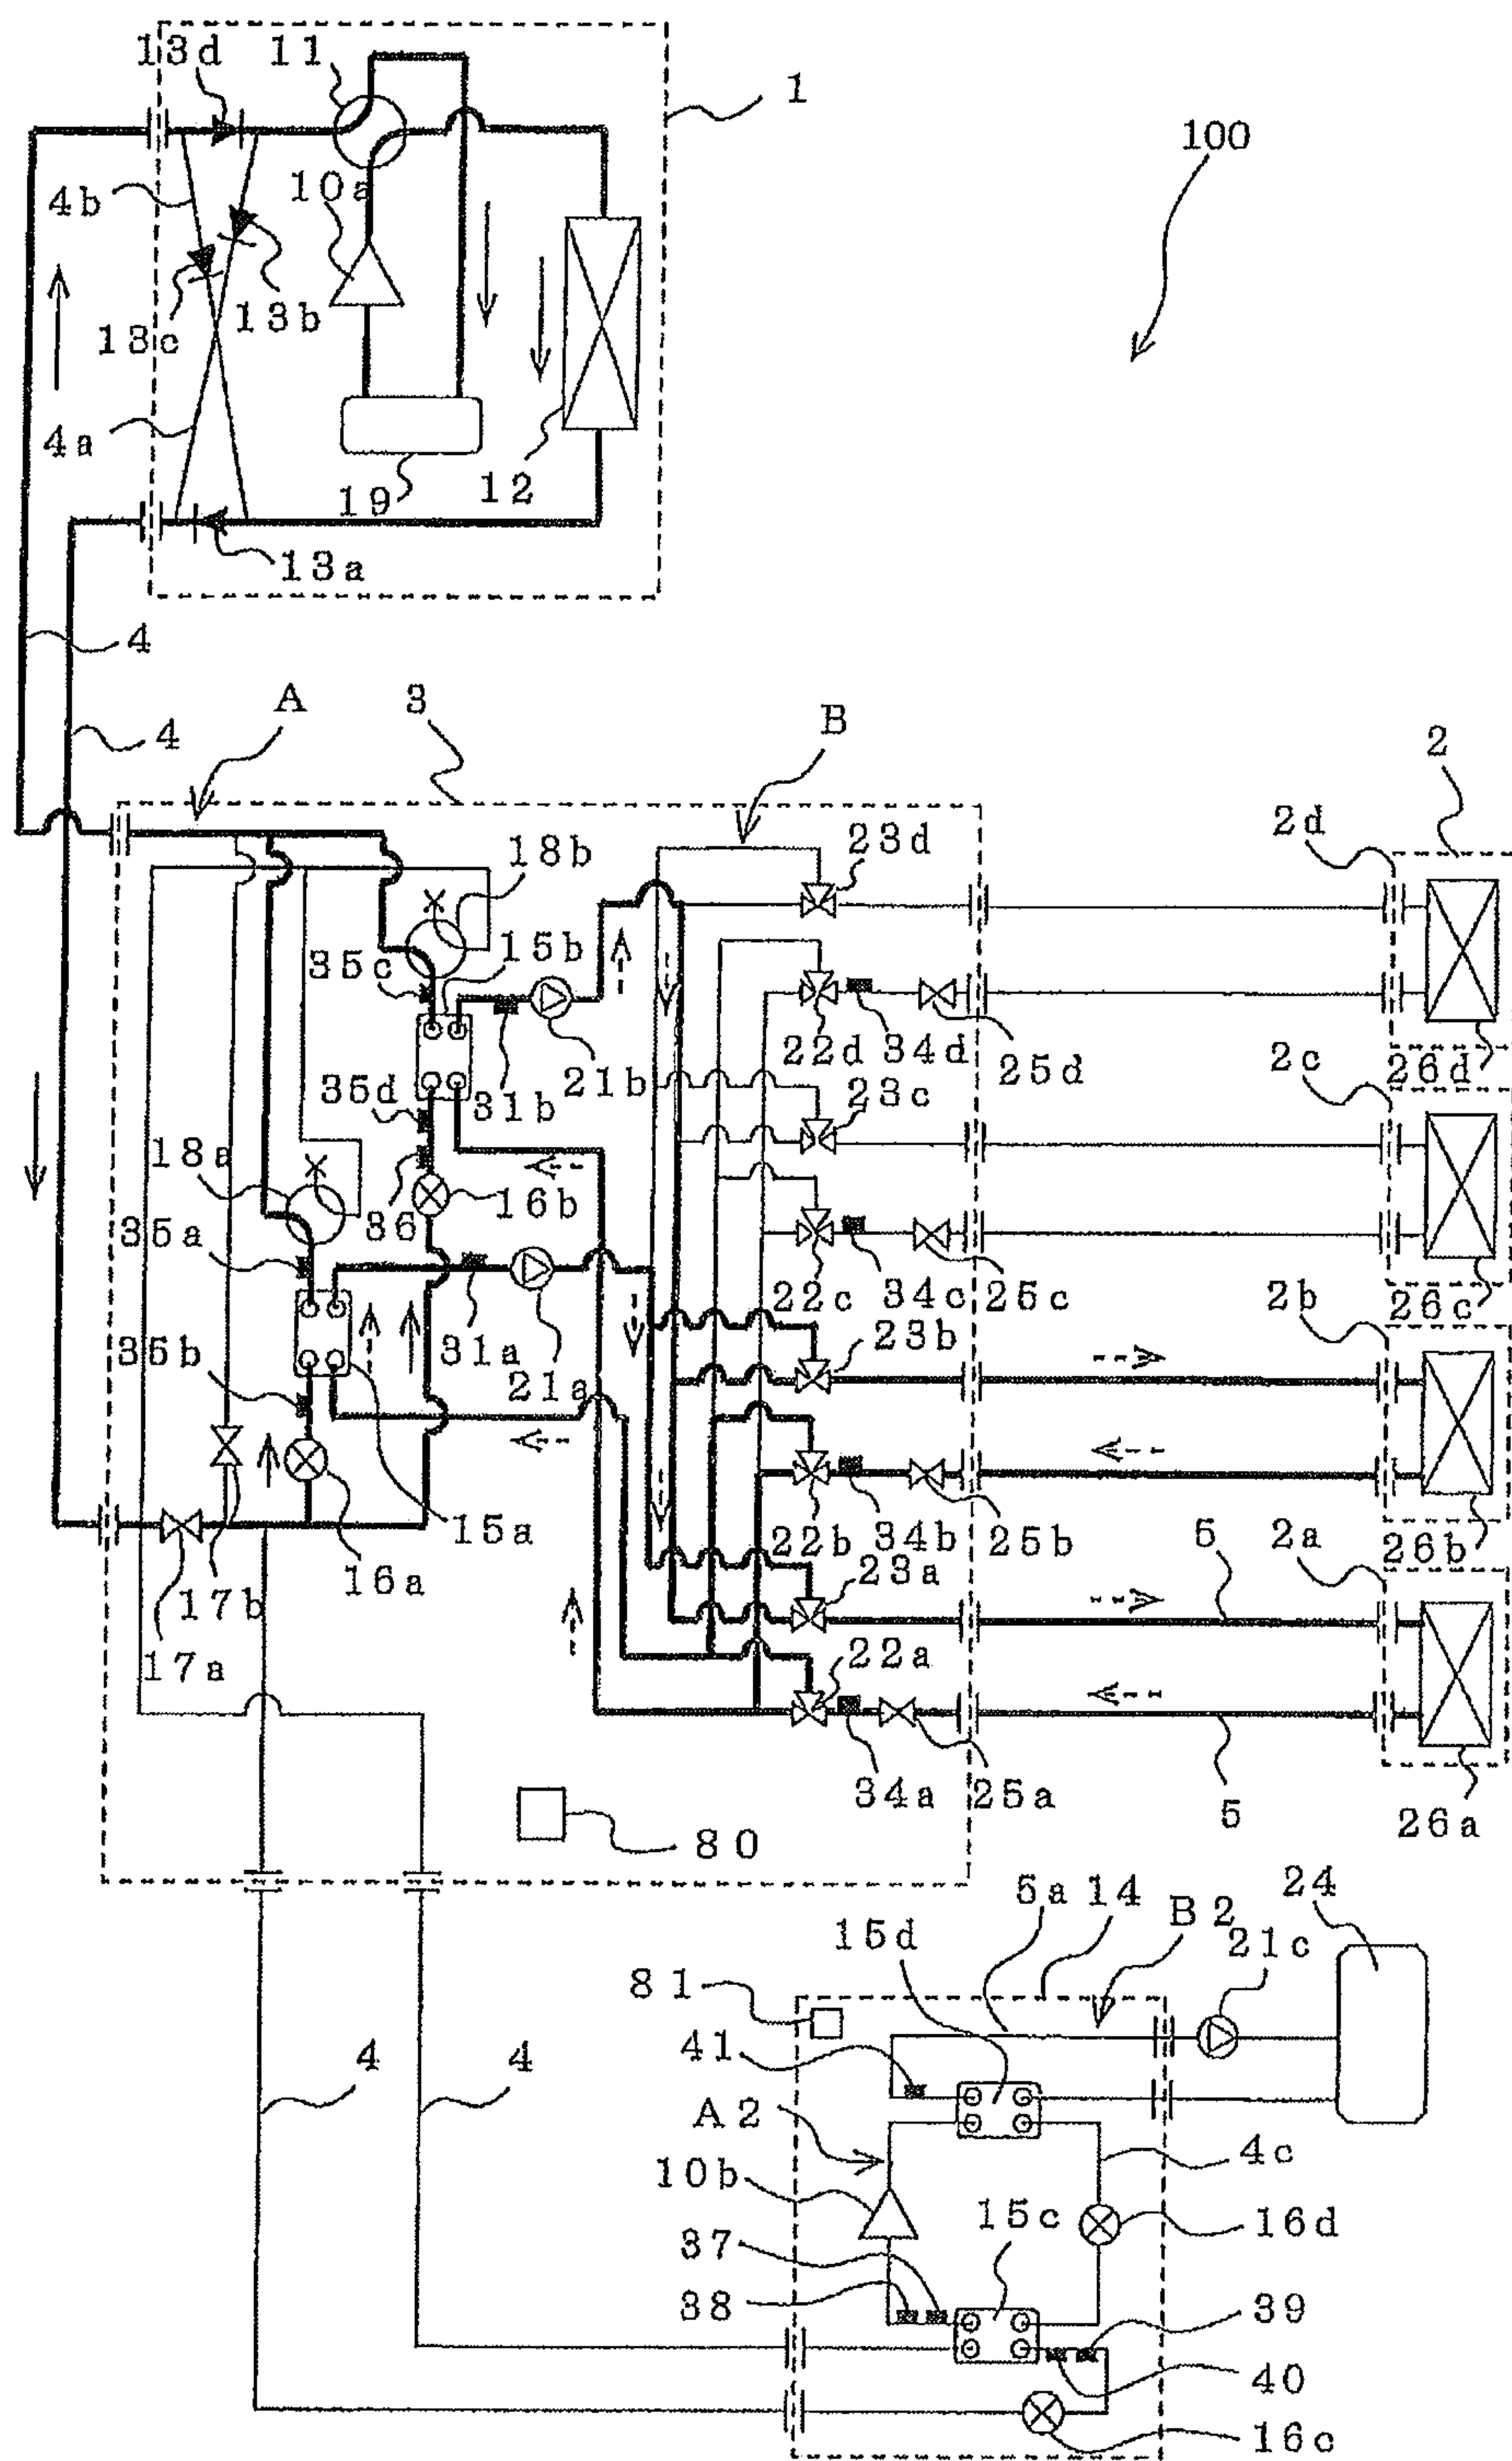 13d 11
1
100
10a
4b
13c 13b
4a
19 12
13a
4
4
A 3 B 2
23d 2d
18b
35c 15b
22d 34d 25d 26d
21b 2c
35d 31b 23c
18a
36 16b
35a
22c 34c 25c 26c
2b
35b 31a 23b
21a
15a 22b 34b 25b 26b
16a 23a 5 2a
17b
17a 22a
34a 25a 5 26a
80
5a 14 24
15d B2
21c
81
41
4 4
A2
4c
10b
15c 16d
37
38 39
40
16c